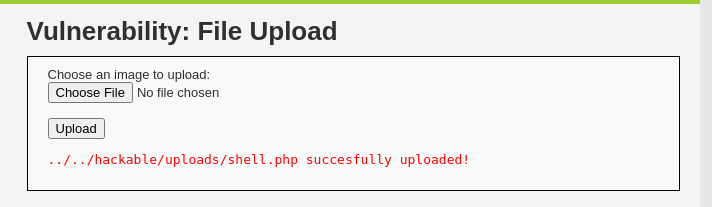 Vulnerability: File Upload
Choose an image to upload:
Choose File No file chosen
Upload
../../hackable/uploads/shell.php succesfully uploaded!